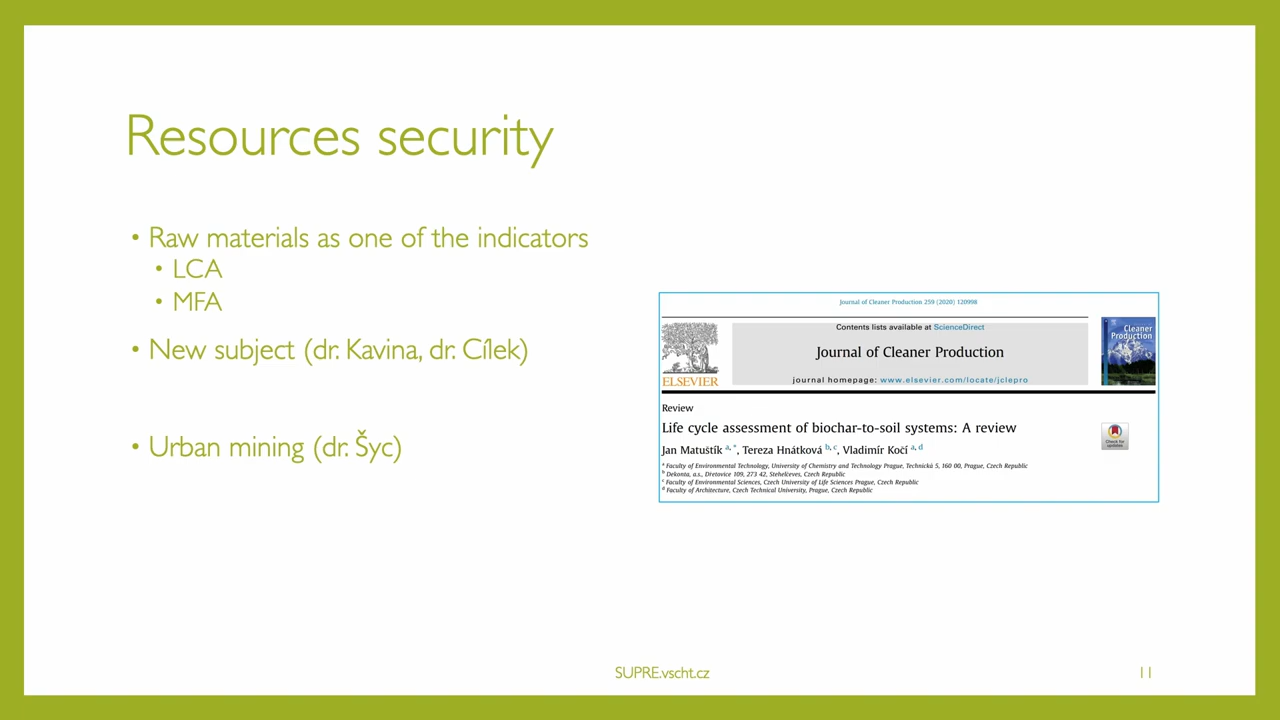 Resources security
• Raw materials as one of the indicators
• LCA
• MFA
• New subject (dr. Kavina, dr. Cílek)
• Urban mining (dr. Šyc)
Journal of Cleaner Production 259 (2020) 120998
Contents lists available at ScienceDirect
Journal of Cleaner Production
journal homepage: www.elsevier.com/locate/jclepro
ELSEVIER
Cleaner
Production
Review
Life cycle assessment of biochar-to-soil systems: A review
Check for
updates
Jan Matuštík a, *, Tereza Hnátková b, c, Vladimír Kočí a, d
a Faculty of Environmental Technology, University of Chemistry and Technology Prague, Technická 5, 160 00, Prague, Czech Republic
b Dekonta, a.s., Dřetovice 109, 273 42, Stehelčeves, Czech Republic
c Faculty of Environmental Sciences, Czech University of Life Sciences Prague, Czech Republic
d Faculty of Architecture, Czech Technical University, Prague, Czech Republic
SUPRE.vscht.cz
11